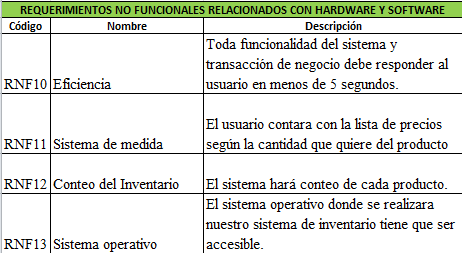 REQUERIMIENTOS NO FUNCIONALES RELACIONADOS CON HARDWARE Y SOFTWARE
Código Nombre Descripción
Toda funcionalidad del sistema y
transacción de negocio debe responder al
RNF10 Eficiencia usuario en menos de 5 segundos.
El usuario contara con la lista de precios
RNF11 Sistema de medida según la cantidad que quiere del producto
RNF12 Conteo del Inventario El sistema hará conteo de cada producto.
El sistema operativo donde se realizara
nuestro sistema de inventario tiene que ser
RNF13 Sistema operativo accesible.